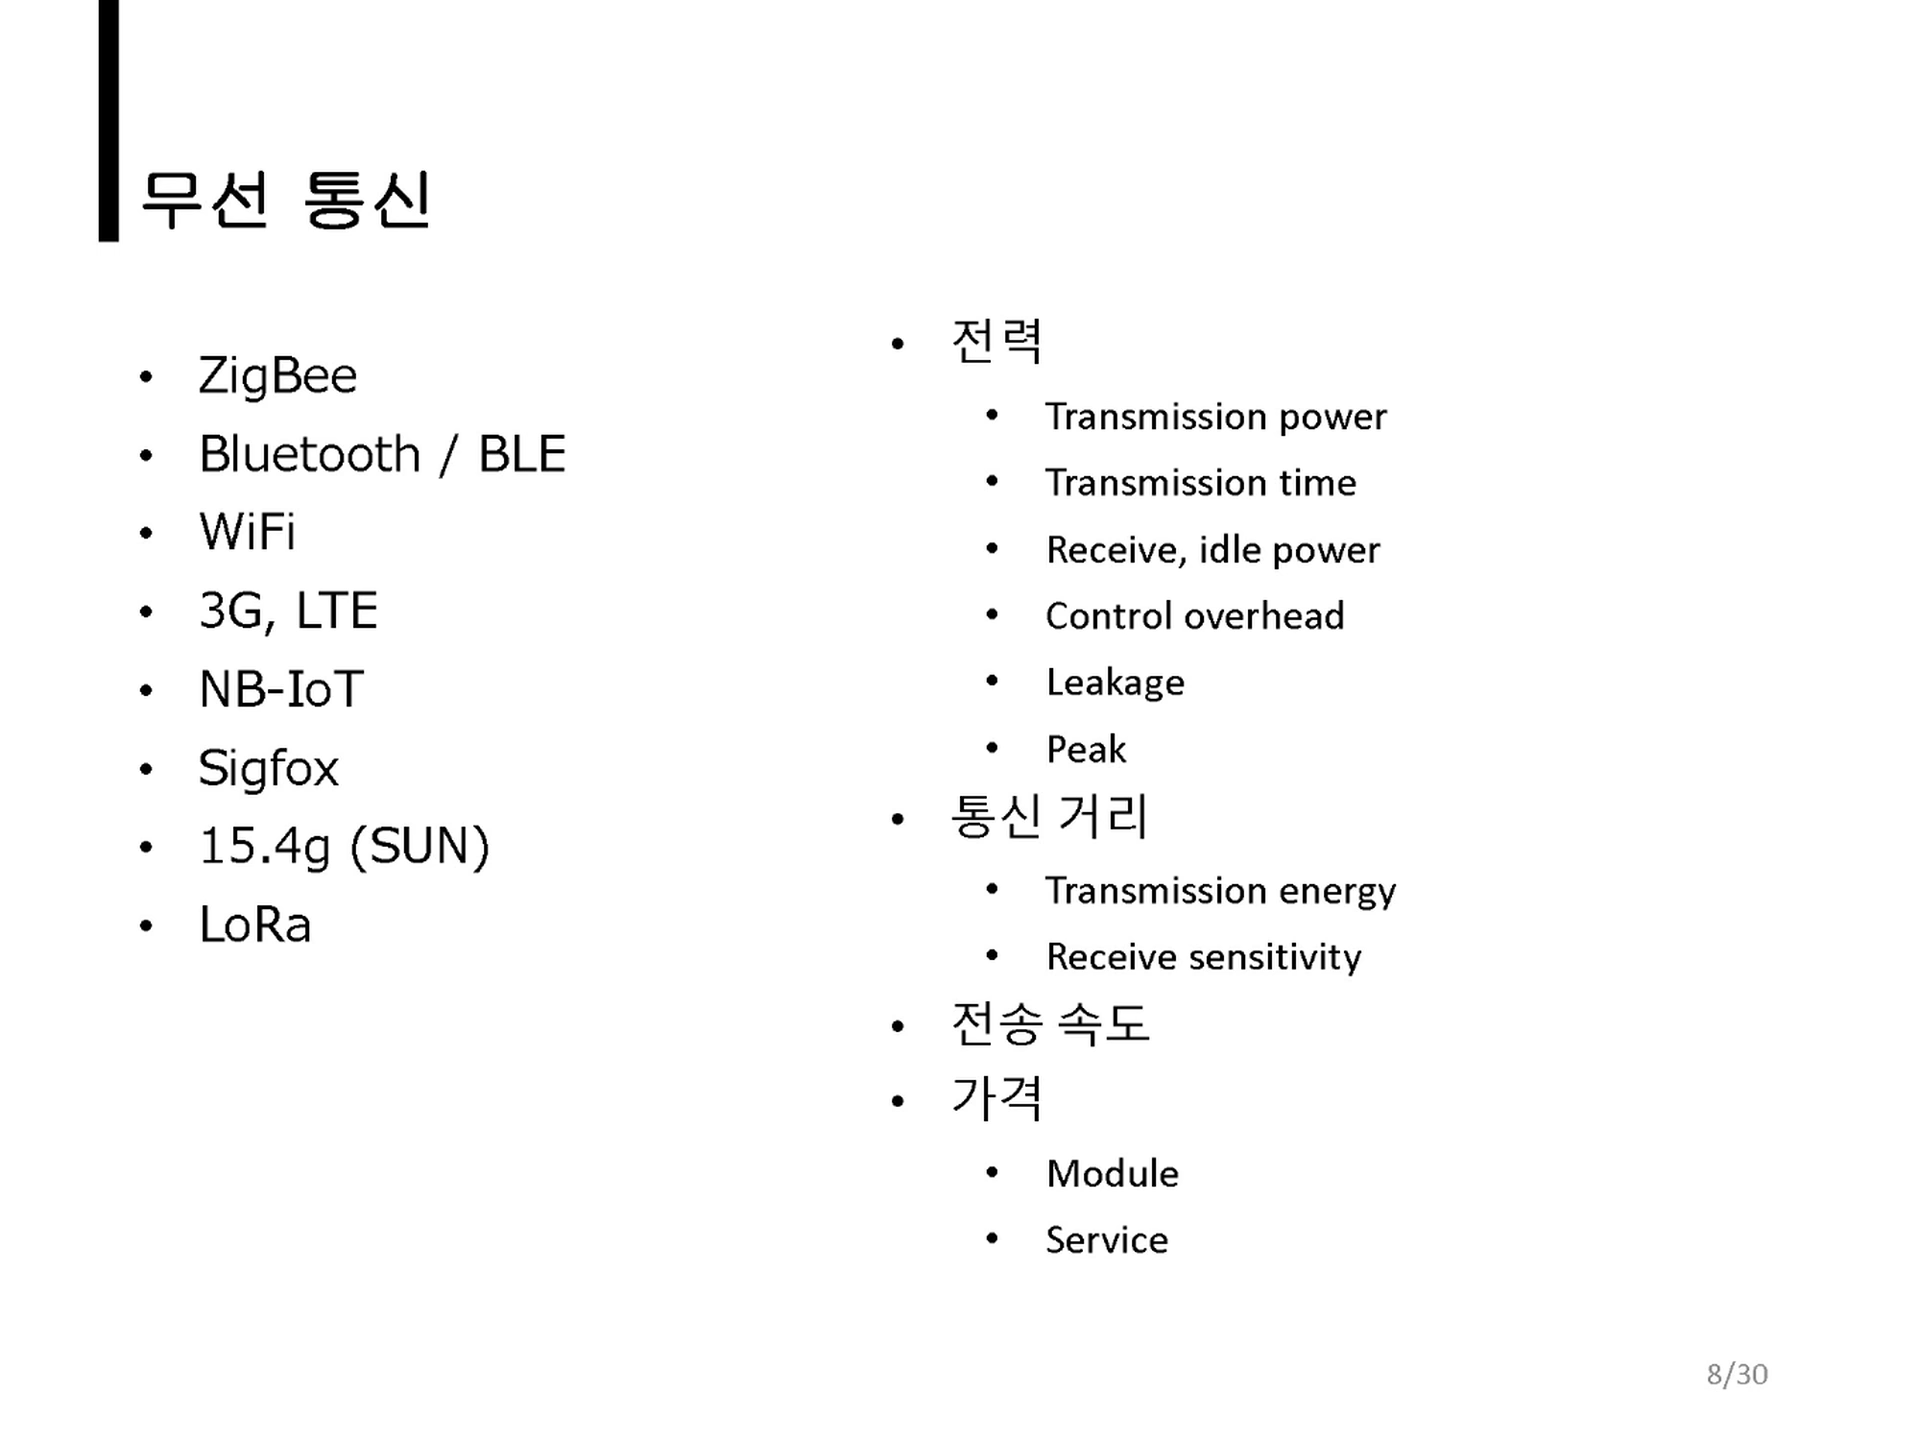 무선 통신
• ZigBee
• Bluetooth / BLE
• WiFi
• 3G, LTE
• NB-IoT
• Sigfox
• 15.4g (SUN)
• LoRa
• 전력
• Transmission power
• Transmission time
• Receive, idle power
• Control overhead
• Leakage
• Peak
• 통신 거리
• Transmission energy
• Receive sensitivity
• 전송 속도
• 가격
• Module
• Service
8/30